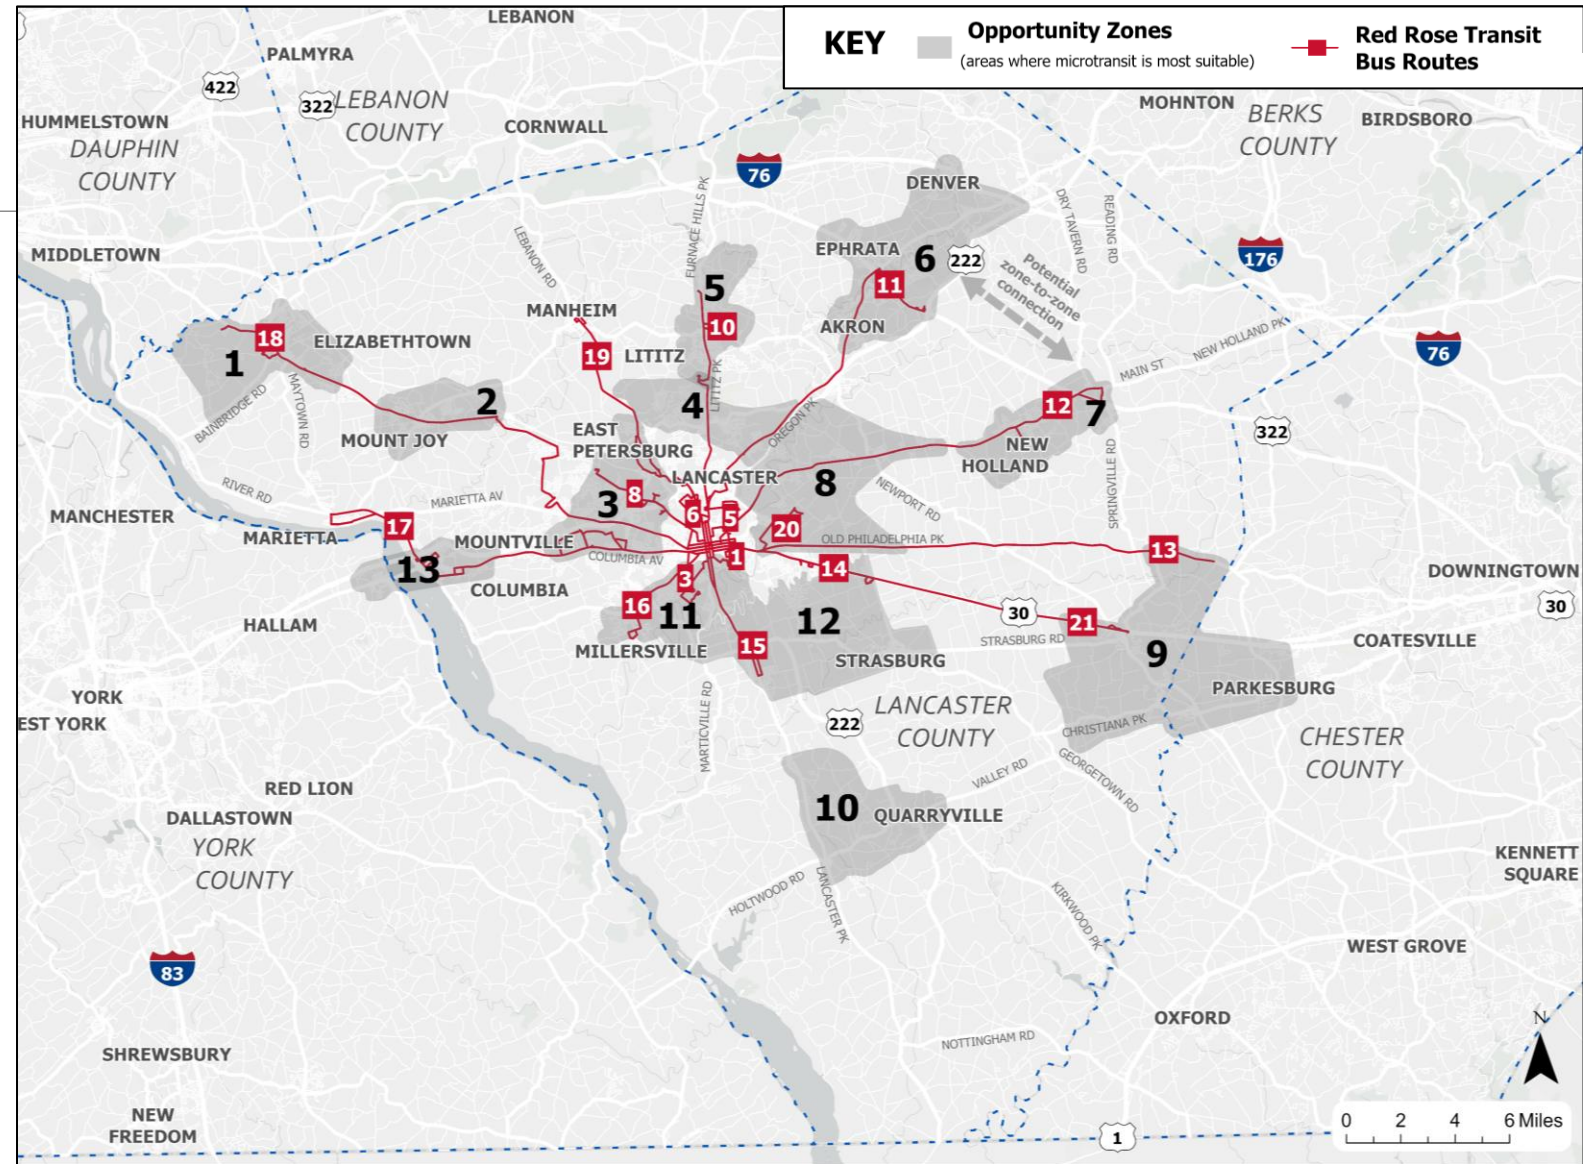 KEY
Opportunity Zones
(areas where microtransit is most suitable)
Red Rose Transit
Bus Routes
LEBANON
PALMYRA
422
322
LEBANON
COUNTY
HUMMELSTOWN
DAUPHIN
COUNTY
CORNWALL
MOHNTON
BERKS
COUNTY
BIRDSBORO
76
FURNACE HILLS PK
DENVER
DRY TAVERN RD
READING RD
MIDDLETOWN
LEBANON RD
EPHRATA
6
222
176
Potential
zone-to-zone
connection
11
5
MANHEIM
10
AKRON
18
ELIZABETHTOWN
1
19
LITITZ
LITITZ PK
NEW HOLLAND PK
76
MAIN ST
BAINBRIDGE RD
MAYTOWN RD
2
4
OREGON PK
12
7
322
MOUNT JOY
EAST
PETERSBURG
NEW
HOLLAND
SPRINGVILLE RD
LANCASTER
8
RIVER RD
MARIETTA AV
3
8
6
5
NEWPORT RD
MANCHESTER
17
20
MARIETTA
MOUNTVILLE
OLD PHILADELPHIA PK
13
COLUMBIA AV
1
13
14
DOWNINGTOWN
COLUMBIA
3
30
16
11
12
30
21
HALLAM
MILLERSVILLE
15
STRASBURG RD
COATESVILLE
STRASBURG
9
YORK
EST YORK
MARTICVILLE RD
LANCASTER
COUNTY
222
PARKESBURG
CHRISTIANA PK
CHESTER
COUNTY
GEORGETOWN RD
VALLEY RD
RED LION
DALLASTOWN
YORK
COUNTY
10
QUARRYVILLE
KENNETT
SQUARE
HOLTWOOD RD
LANCASTER PK
KIRKWOOD PK
WEST GROVE
83
OXFORD
N
NOTTINGHAM RD
SHREWSBURY
NEW
FREEDOM
1
0 2 4 6 Miles